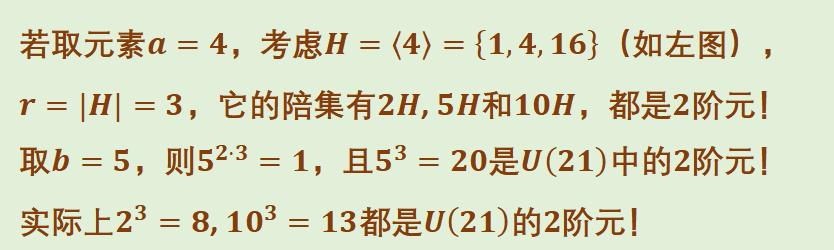 若取元素a = 4，考虑H = ⟨4⟩ = {1, 4, 16}（如左图），
r = |H| = 3，它的陪集有2H, 5H和10H，都是2阶元！
取b = 5，则5²·³ = 1，且5³ = 20是U(21)中的2阶元！
实际上2³ = 8, 10³ = 13都是U(21)的2阶元！